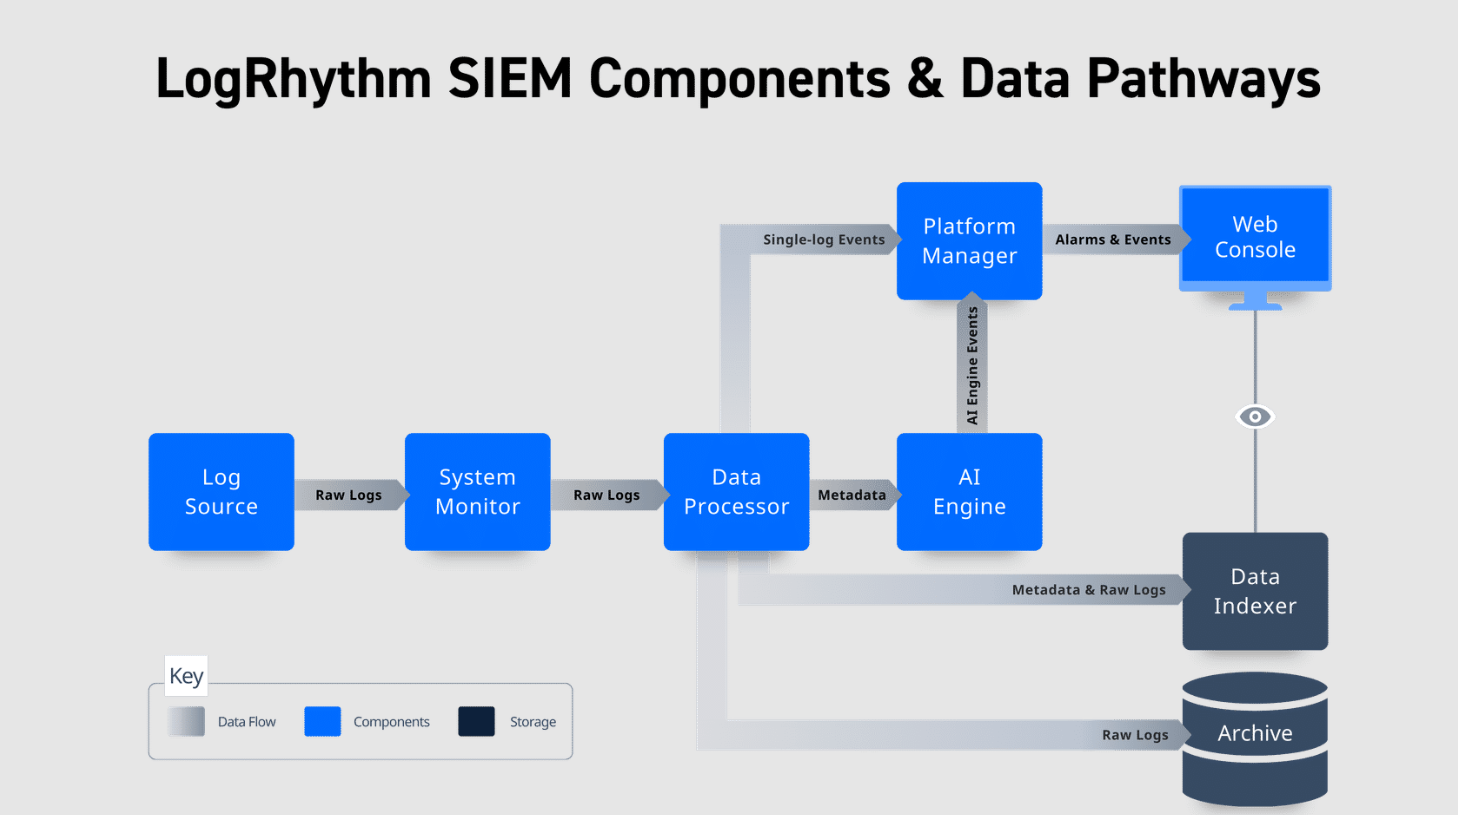 LogRhythm SIEM Components & Data Pathways
Single-log Events
Platform
Manager
Alarms & Events
Web
Console
AI Engine Events
Log
Source
Raw Logs
System
Monitor
Raw Logs
Data
Processor
Metadata
AI
Engine
Metadata & Raw Logs
Data
Indexer
Raw Logs
Archive
Key
Data Flow
Components
Storage